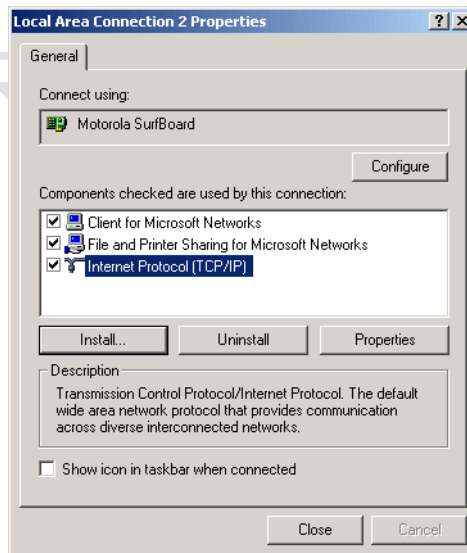 Local Area Connection 2 Properties
General
Connect using:
Motorola SurfBoard
Configure
Components checked are used by this connection:
Client for Microsoft Networks
File and Printer Sharing for Microsoft Networks
Internet Protocol (TCP/IP)
Install... Uninstall Properties
Description
Transmission Control Protocol/Internet Protocol. The default
wide area network protocol that provides communication
across diverse interconnected networks.
Show icon in taskbar when connected
Close Cancel